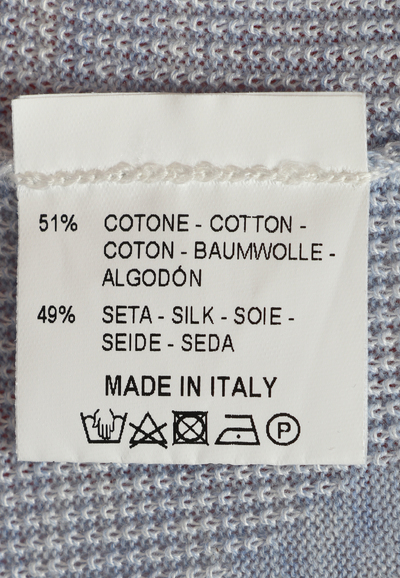 51% COTONE - COTTON -
COTON - BAUMWOLLE -
ALGODÓN
49% SETA - SILK - SOIE -
SEIDE - SEDA
MADE IN ITALY
P